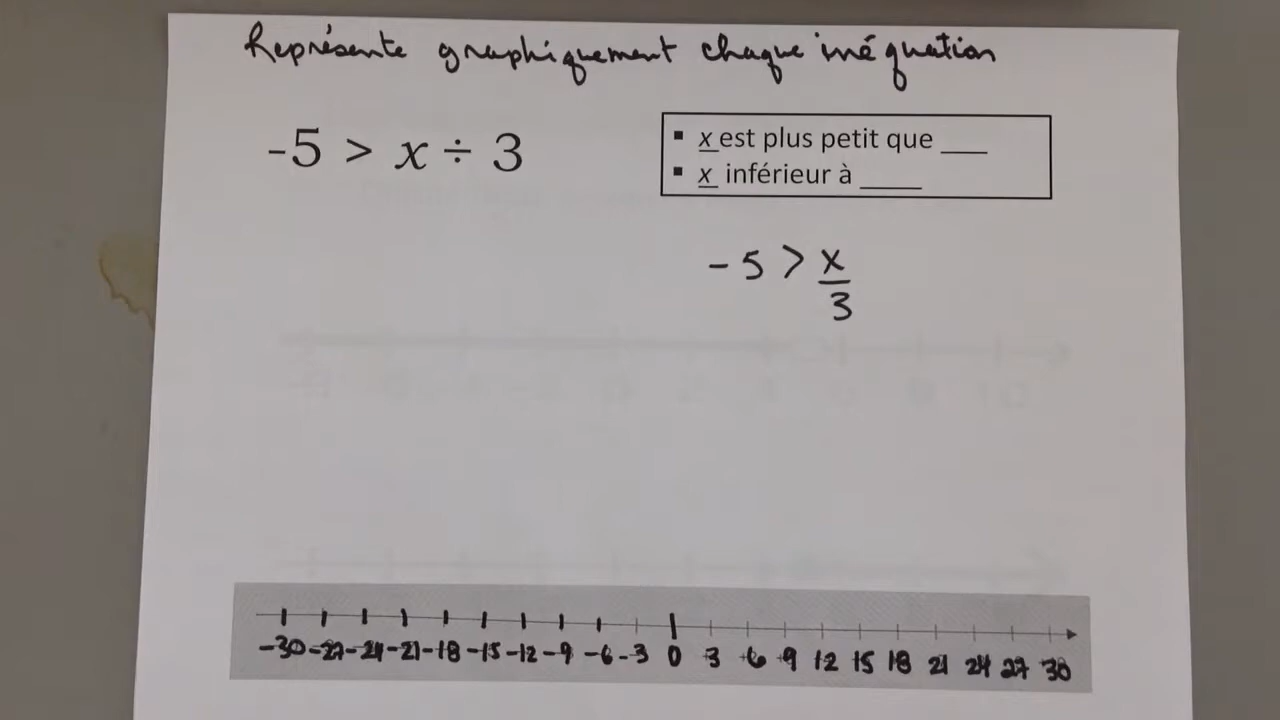 Représente graphiquement chaque inéquation
-5 > x ÷ 3
▪ x est plus petit que ___
▪ x inférieur à ____
- 5 > x
3
-30 -27 -24 -21 -18 -15 -12 -9 -6 -3 0 3 +6 +9 12 15 18 21 24 27 30